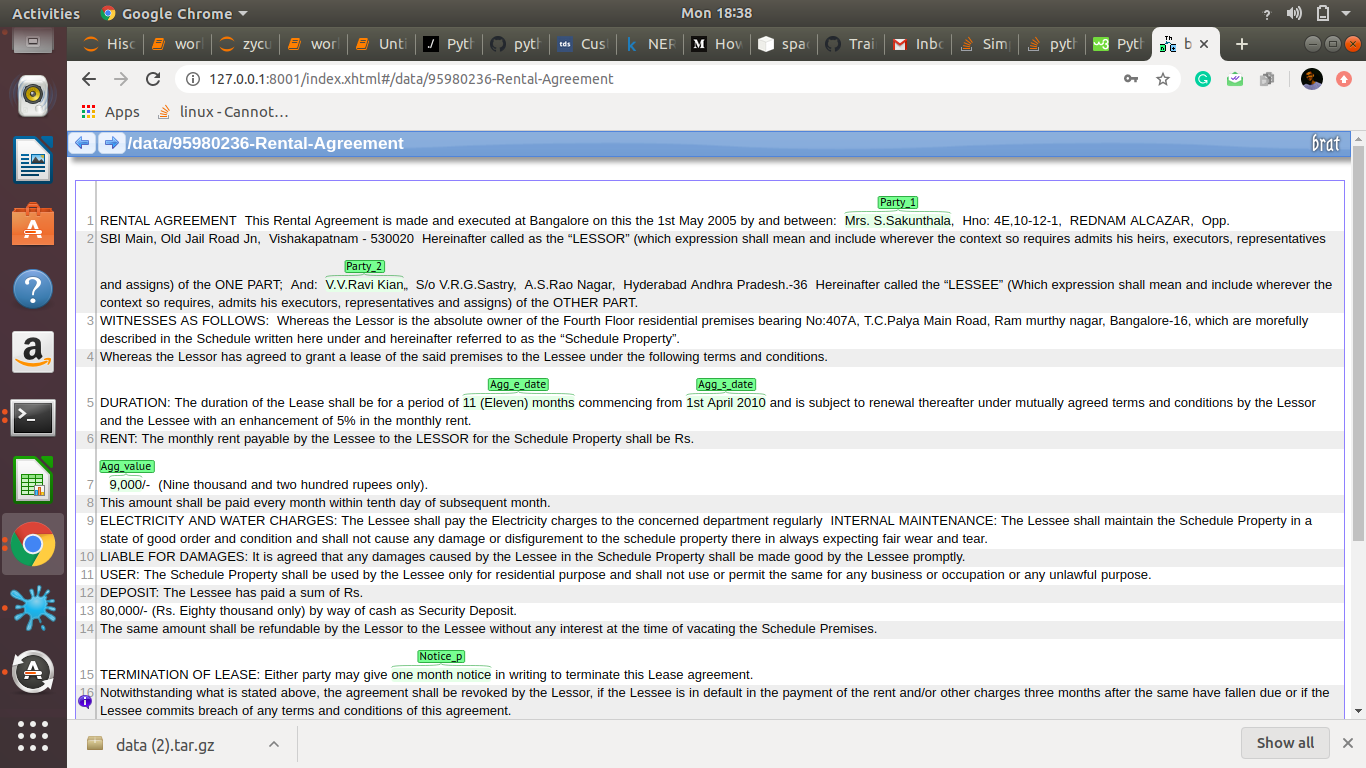 Activities Google Chrome Mon 18:38
Hisc worl zycu worl Unti Pyth pyth Cust NER How spac Trai Inbo Simp pyth Pyth b
127.0.0.1:8001/index.xhtml#/data/95980236-Rental-Agreement
Apps linux - Cannot…
/data/95980236-Rental-Agreement brat
Party_1
1 RENTAL AGREEMENT This Rental Agreement is made and executed at Bangalore on this the 1st May 2005 by and between: Mrs. S.Sakunthala, Hno: 4E,10-12-1, REDNAM ALCAZAR, Opp.
2 SBI Main, Old Jail Road Jn, Vishakapatnam - 530020 Hereinafter called as the “LESSOR” (which expression shall mean and include wherever the context so requires admits his heirs, executors, representatives
Party_2
and assigns) of the ONE PART; And: V.V.Ravi Kian,, S/o V.R.G.Sastry, A.S.Rao Nagar, Hyderabad Andhra Pradesh.-36 Hereinafter called the “LESSEE” (Which expression shall mean and include wherever the
context so requires, admits his executors, representatives and assigns) of the OTHER PART.
3 WITNESSES AS FOLLOWS: Whereas the Lessor is the absolute owner of the Fourth Floor residential premises bearing No:407A, T.C.Palya Main Road, Ram murthy nagar, Bangalore-16, which are morefully
described in the Schedule written here under and hereinafter referred to as the “Schedule Property”.
4 Whereas the Lessor has agreed to grant a lease of the said premises to the Lessee under the following terms and conditions.
Agg_e_date Agg_s_date
5 DURATION: The duration of the Lease shall be for a period of 11 (Eleven) months commencing from 1st April 2010 and is subject to renewal thereafter under mutually agreed terms and conditions by the Lessor
and the Lessee with an enhancement of 5% in the monthly rent.
6 RENT: The monthly rent payable by the Lessee to the LESSOR for the Schedule Property shall be Rs.
Agg_value
7 9,000/- (Nine thousand and two hundred rupees only).
8 This amount shall be paid every month within tenth day of subsequent month.
9 ELECTRICITY AND WATER CHARGES: The Lessee shall pay the Electricity charges to the concerned department regularly INTERNAL MAINTENANCE: The Lessee shall maintain the Schedule Property in a
state of good order and condition and shall not cause any damage or disfigurement to the schedule property there in always expecting fair wear and tear.
10 LIABLE FOR DAMAGES: It is agreed that any damages caused by the Lessee in the Schedule Property shall be made good by the Lessee promptly.
11 USER: The Schedule Property shall be used by the Lessee only for residential purpose and shall not use or permit the same for any business or occupation or any unlawful purpose.
12 DEPOSIT: The Lessee has paid a sum of Rs.
13 80,000/- (Rs. Eighty thousand only) by way of cash as Security Deposit.
14 The same amount shall be refundable by the Lessor to the Lessee without any interest at the time of vacating the Schedule Premises.
Notice_p
15 TERMINATION OF LEASE: Either party may give one month notice in writing to terminate this Lease agreement.
16 Notwithstanding what is stated above, the agreement shall be revoked by the Lessor, if the Lessee is in default in the payment of the rent and/or other charges three months after the same have fallen due or if the
Lessee commits breach of any terms and conditions of this agreement.
data (2).tar.gz Show all